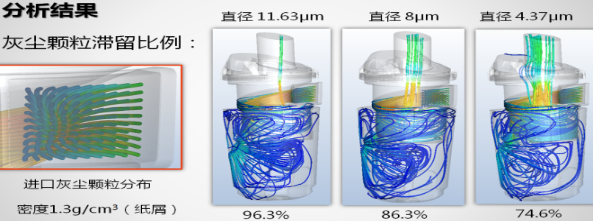 分析结果
灰尘颗粒滞留比例：
直径 11.63μm
直径 8μm
直径 4.37μm
进口灰尘颗粒分布
密度1.3g/cm³（纸屑）
96.3%
86.3%
74.6%